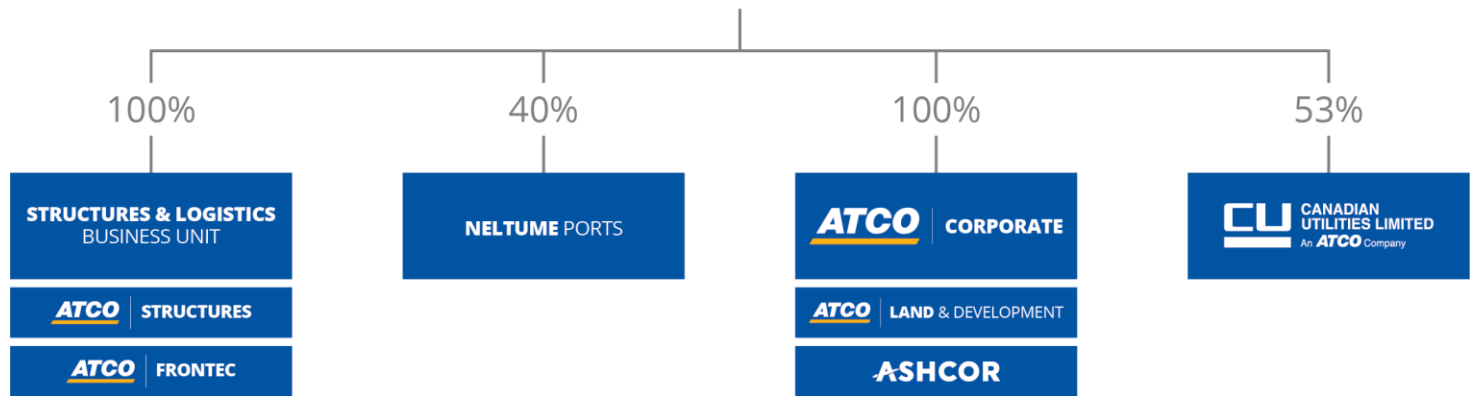 100%
40%
100%
53%
STRUCTURES & LOGISTICS
BUSINESS UNIT
NELTUME PORTS
ATCO CORPORATE
CU CANADIAN
UTILITIES LIMITED
An ATCO Company
ATCO STRUCTURES
ATCO LAND & DEVELOPMENT
ATCO FRONTEC
ASHCOR